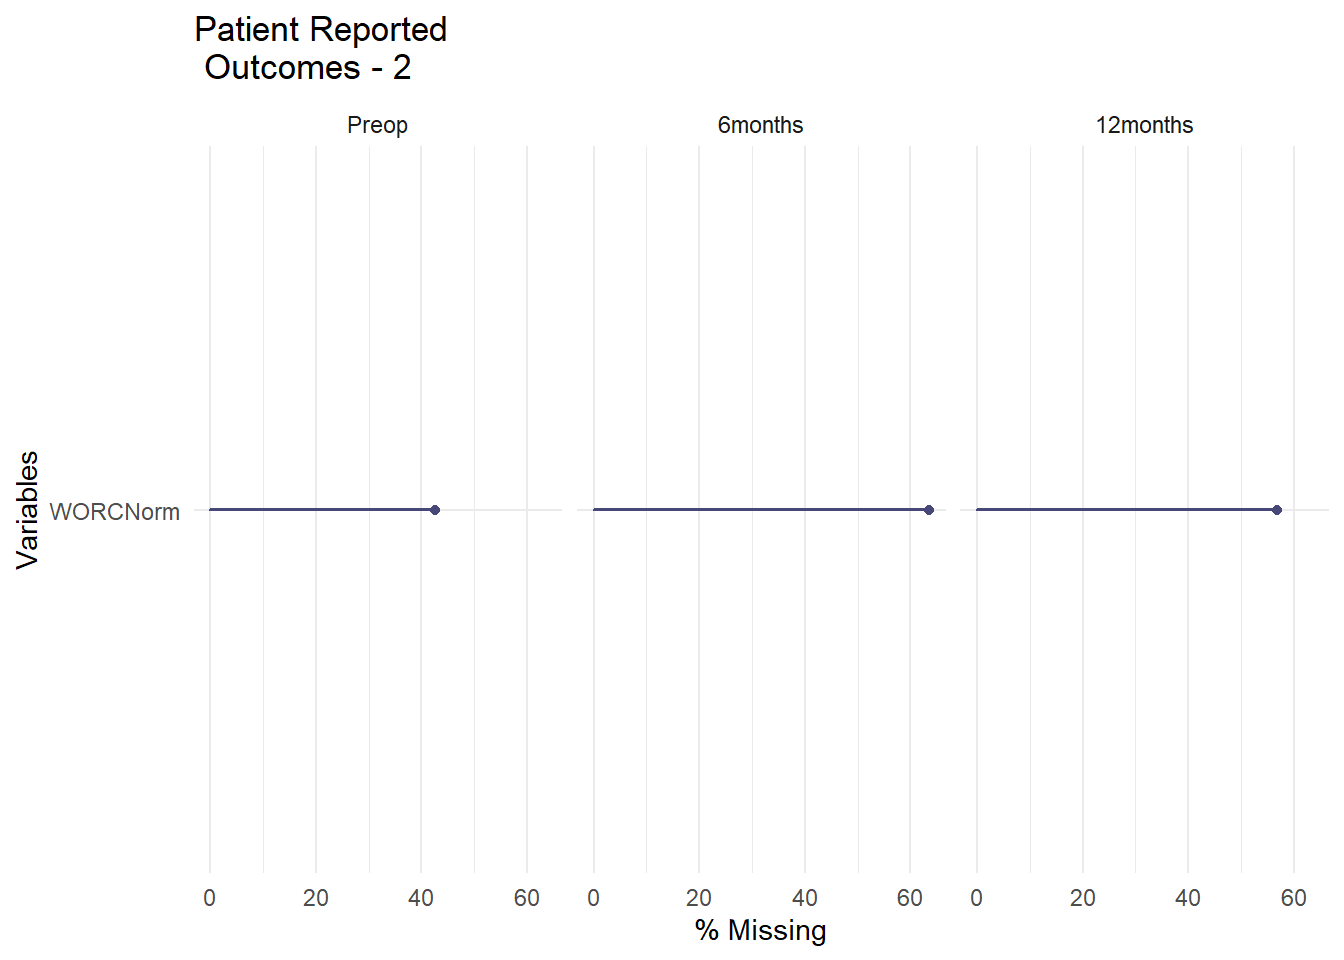 Patient Reported
Outcomes - 2
Preop 6months 12months
Variables
WORCNorm
0 20 40 60 0 20 40 60 0 20 40 60
% Missing